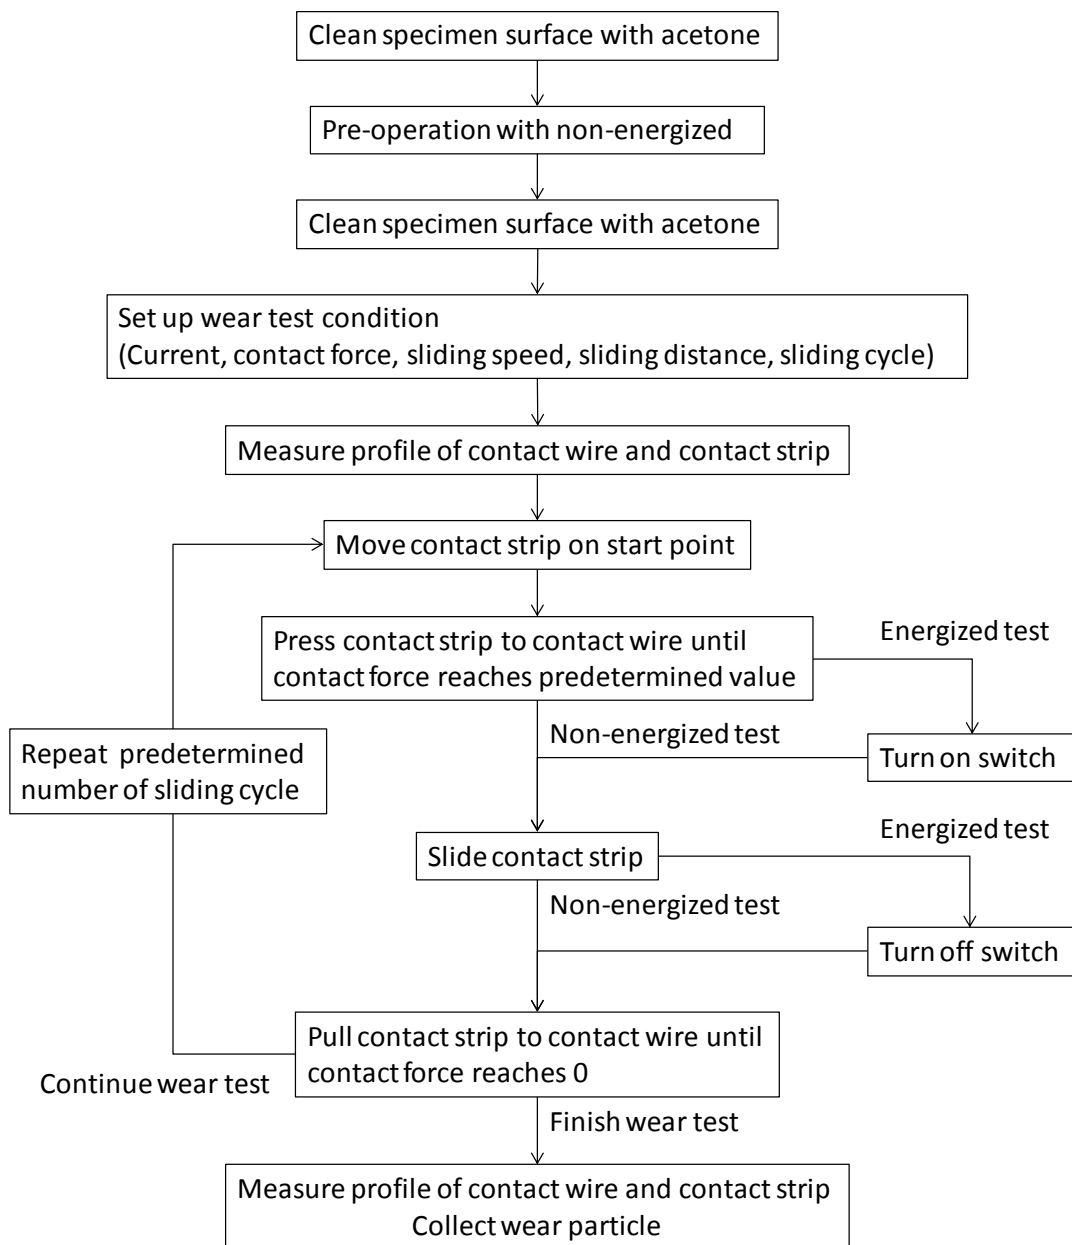 Clean specimen surface with acetone
Pre-operation with non-energized
Clean specimen surface with acetone
Set up wear test condition
(Current, contact force, sliding speed, sliding distance, sliding cycle)
Measure profile of contact wire and contact strip
Move contact strip on start point
Press contact strip to contact wire until
contact force reaches predetermined value
Energized test
Non-energized test
Turn on switch
Repeat predetermined
number of sliding cycle
Slide contact strip
Energized test
Non-energized test
Turn off switch
Pull contact strip to contact wire until
contact force reaches 0
Continue wear test
Finish wear test
Measure profile of contact wire and contact strip
Collect wear particle